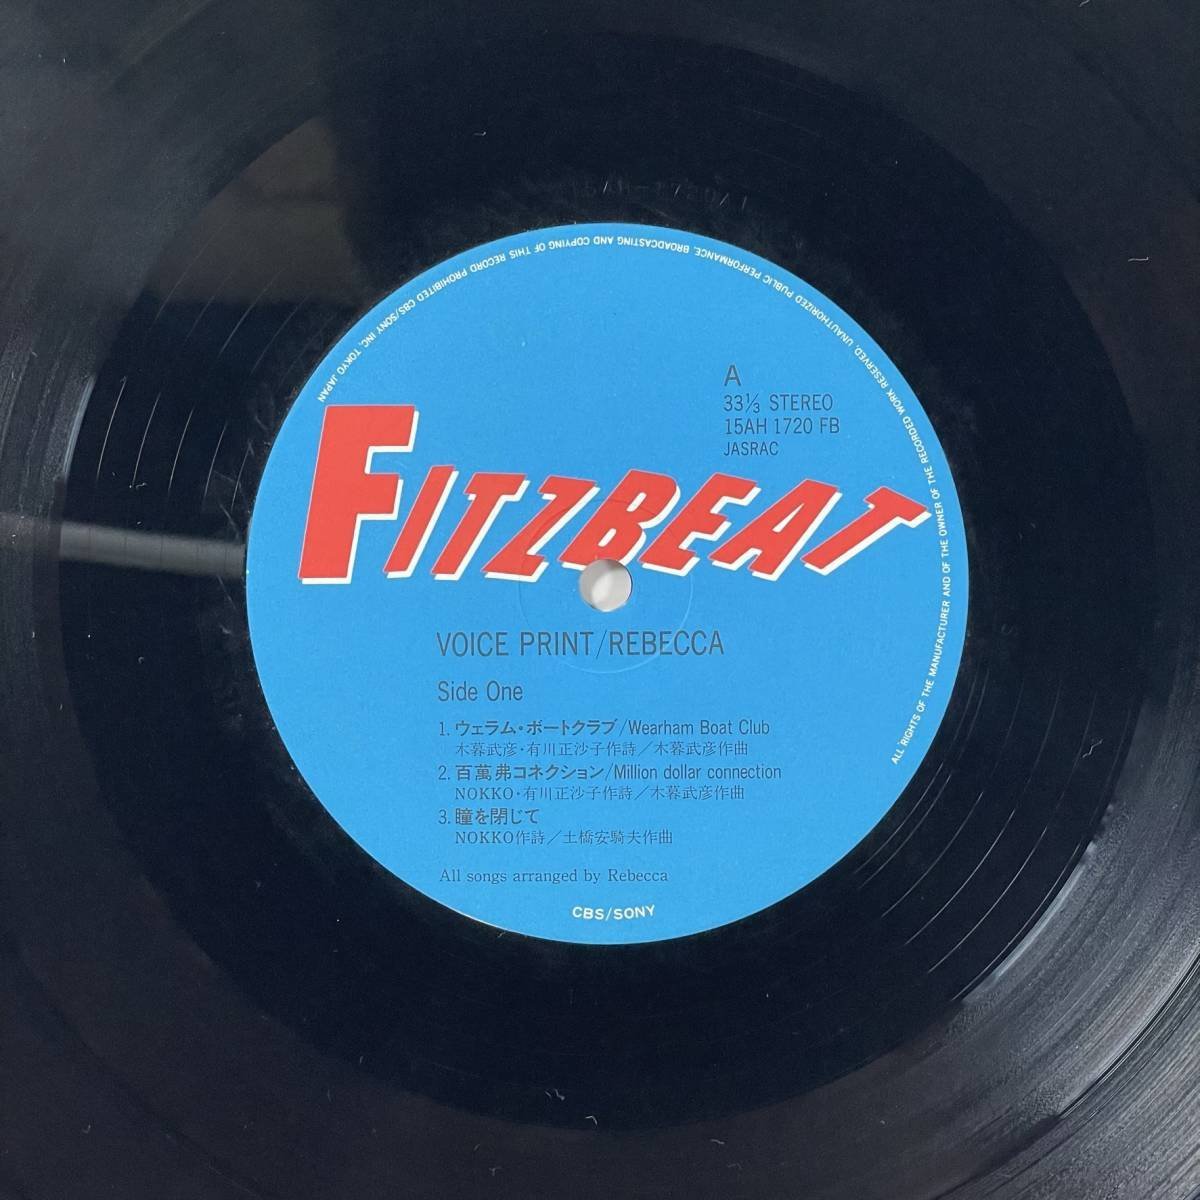 15AH-1720A1
ALL RIGHTS OF THE MANUFACTURER AND OF THE OWNER OF THE RECORDED WORK RESERVED. UNAUTHORIZED PUBLIC PERFORMANCE, BROADCASTING AND COPYING OF THIS RECORD PROHIBITED CBS/SONY INC. TOKYO JAPAN
A
33⅓ STEREO
15AH 1720 FB
JASRAC
FITZBEAT
VOICE PRINT/REBECCA
Side One
1. ウェラム・ボートクラブ/Wearham Boat Club
木暮武彦・有川正沙子作詩/木暮武彦作曲
2. 百萬弗コネクション/Million dollar connection
NOKKO・有川正沙子作詩/木暮武彦作曲
3. 瞳を閉じて
NOKKO作詩/土橋安騎夫作曲
All songs arranged by Rebecca
CBS/SONY